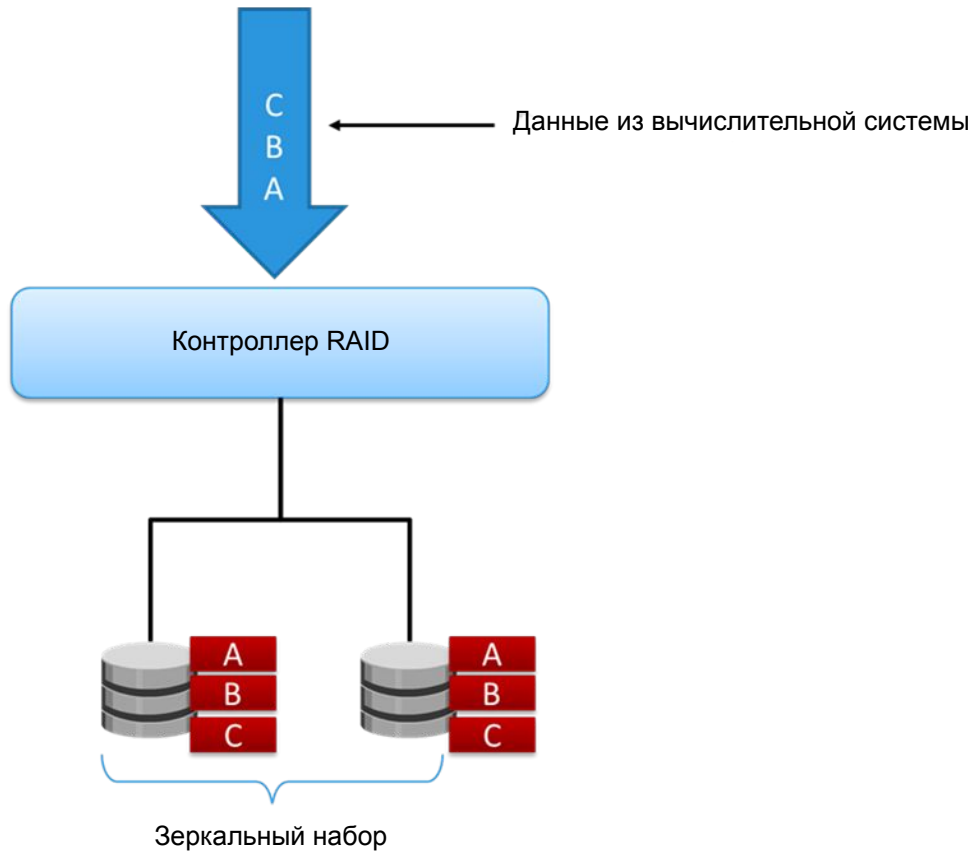 C
B
A
Данные из вычислительной системы
Контроллер RAID
A
B
C
A
B
C
Зеркальный набор